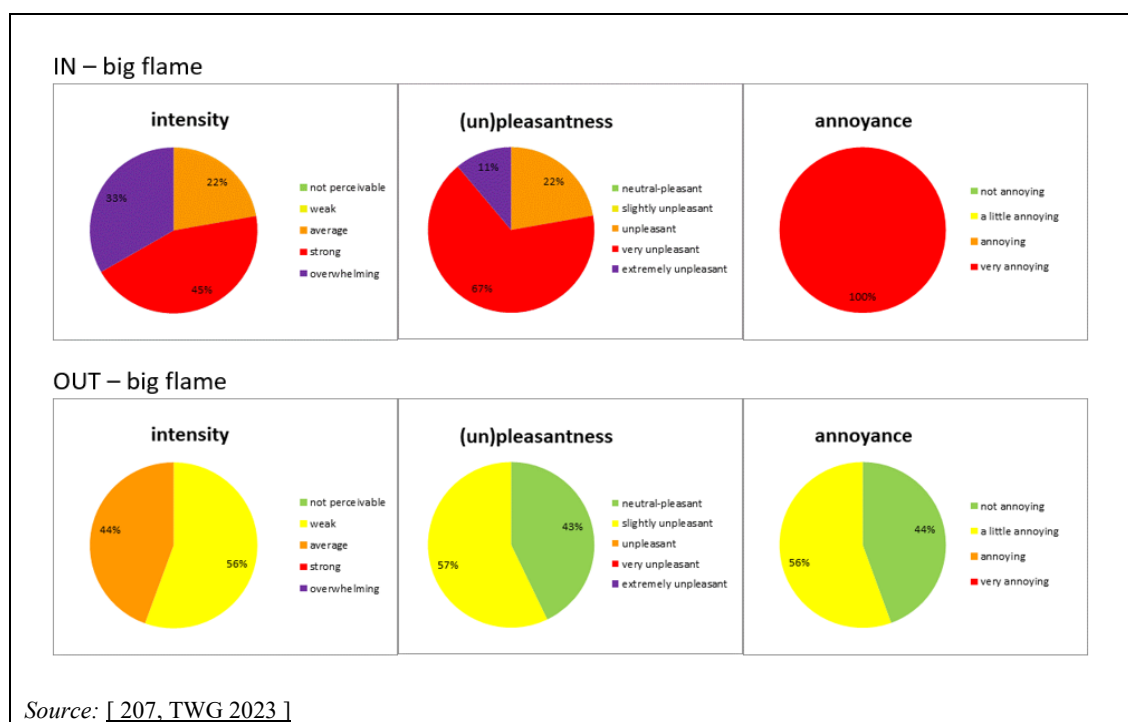 IN – big flame
intensity
22%
45%
33%
not perceivable
weak
average
strong
overwhelming
(un)pleasantness
22%
67%
11%
neutral-pleasant
slightly unpleasant
unpleasant
very unpleasant
extremely unpleasant
annoyance
100%
not annoying
a little annoying
annoying
very annoying
OUT – big flame
intensity
44%
56%
not perceivable
weak
average
strong
overwhelming
(un)pleasantness
43%
57%
neutral-pleasant
slightly unpleasant
unpleasant
very unpleasant
extremely unpleasant
annoyance
44%
56%
not annoying
a little annoying
annoying
very annoying
Source: [ 207, TWG 2023 ]